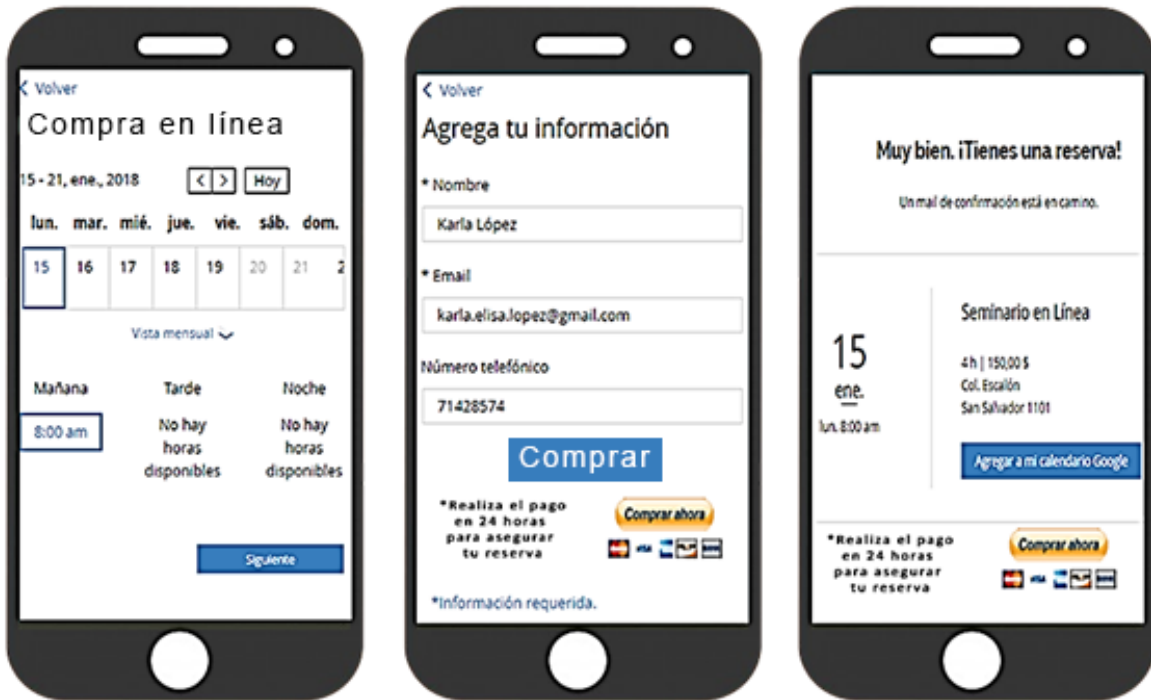 Volver
Compra en línea
15 - 21, ene., 2018
Hoy
lun. mar. mié. jue. vie. sáb. dom.
15 16 17 18 19 20 21 2
Vista mensual
Mañana Tarde Noche
8:00 am
No hay horas disponibles
No hay horas disponibles
Siguiente
Volver
Agrega tu información
* Nombre
Karla López
* Email
karla.elisa.lopez@gmail.com
Número telefónico
71428574
Comprar
*Realiza el pago
en 24 horas
para asegurar
tu reserva
Comprar ahora
VISA
*Información requerida.
Muy bien. ¡Tienes una reserva!
Un mail de confirmación está en camino.
15
ene.
lun. 8:00 am
Seminario en Línea
4 h | 150,00 $
Col. Escalón
San Salvador 1101
Agregar a mi calendario Google
*Realiza el pago
en 24 horas
para asegurar
tu reserva
Comprar ahora
VISA